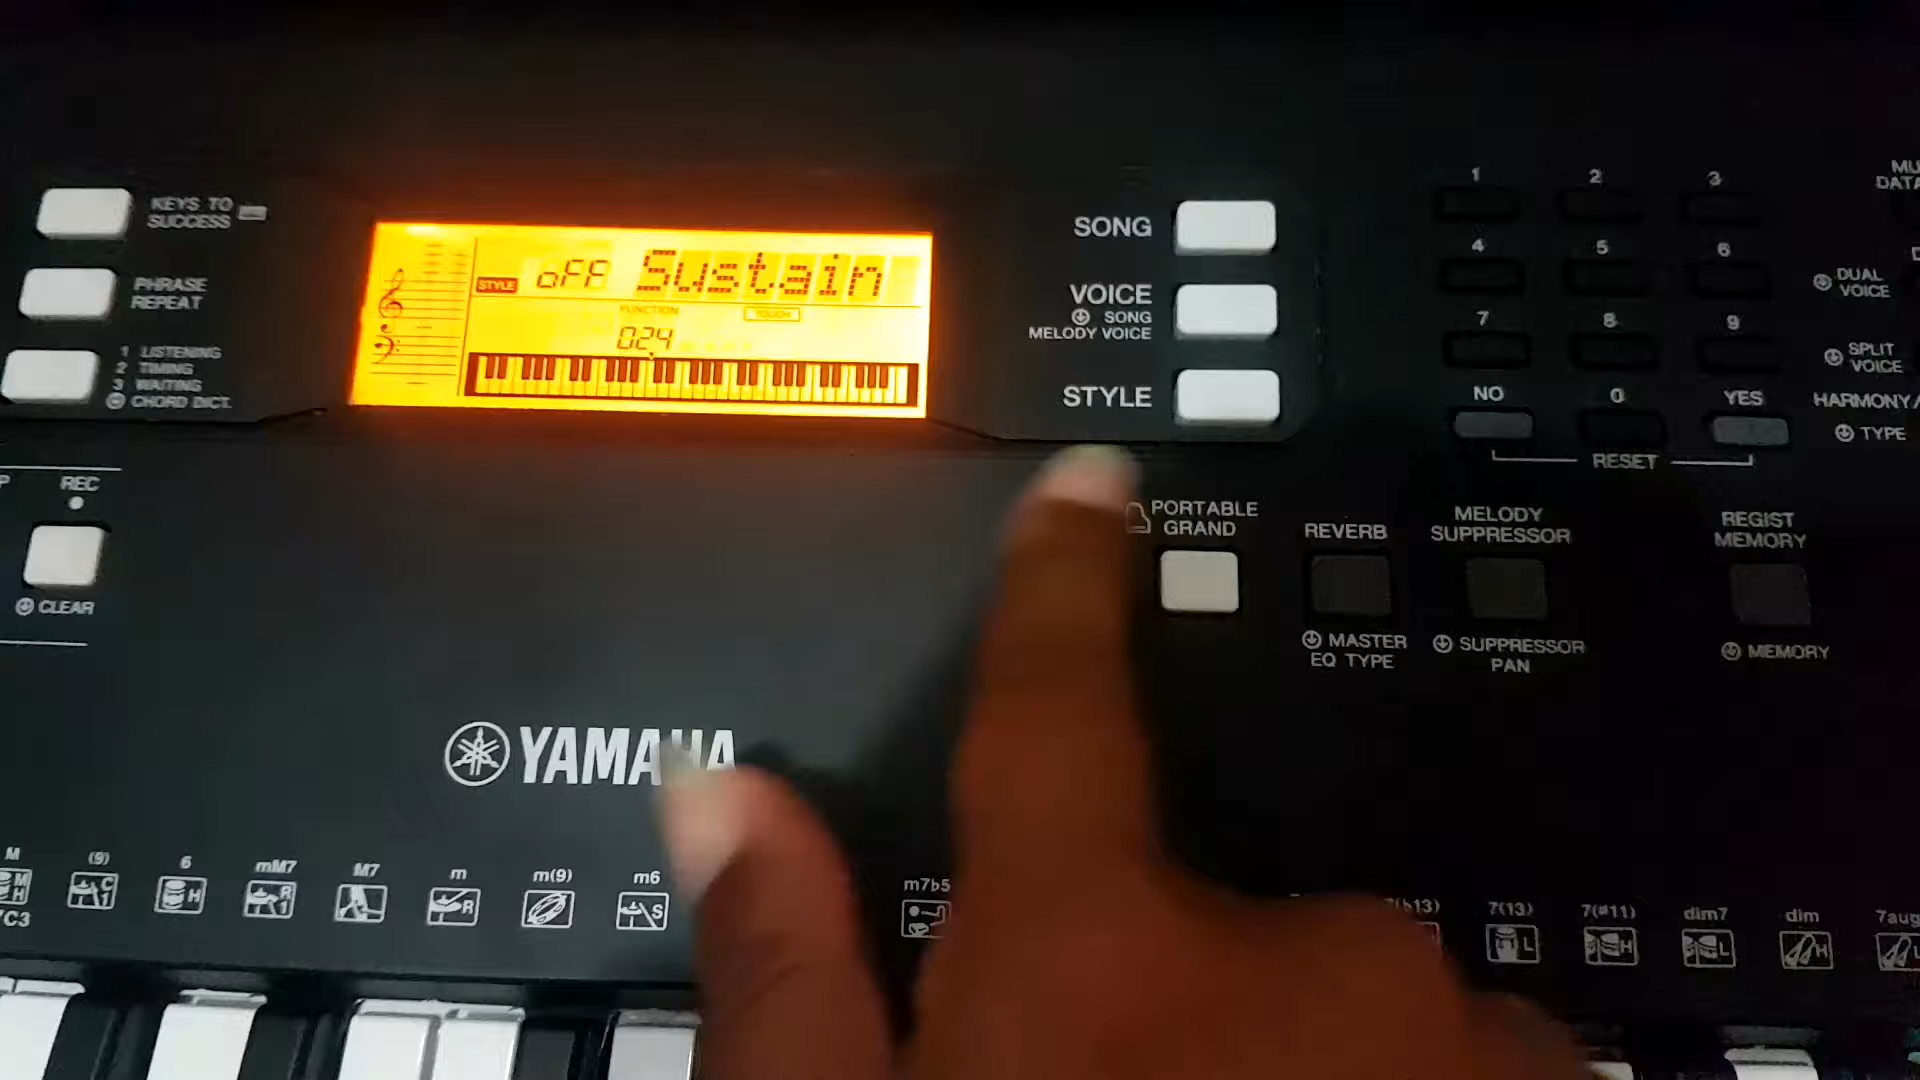 KEYS TO
SUCCESS
PHRASE
REPEAT
1 LISTENING
2 TIMING
3 WAITING
CHORD DICT.
REC
CLEAR
STYLE oFF Sustain
FUNCTION
TOUCH
024
SONG
VOICE
SONG
MELODY VOICE
STYLE
1 2 3
4 5 6
7 8 9
NO 0 YES
RESET
DUAL
VOICE
SPLIT
VOICE
HARMONY/
TYPE
PORTABLE
GRAND
REVERB
MASTER
EQ TYPE
MELODY
SUPPRESSOR
SUPPRESSOR
PAN
REGIST
MEMORY
MEMORY
YAMAHA
M (9) 6 mM7 M7 m m(9) m6 m7b5 7(b13) 7(#11) 7(13) dim7 dim 7aug